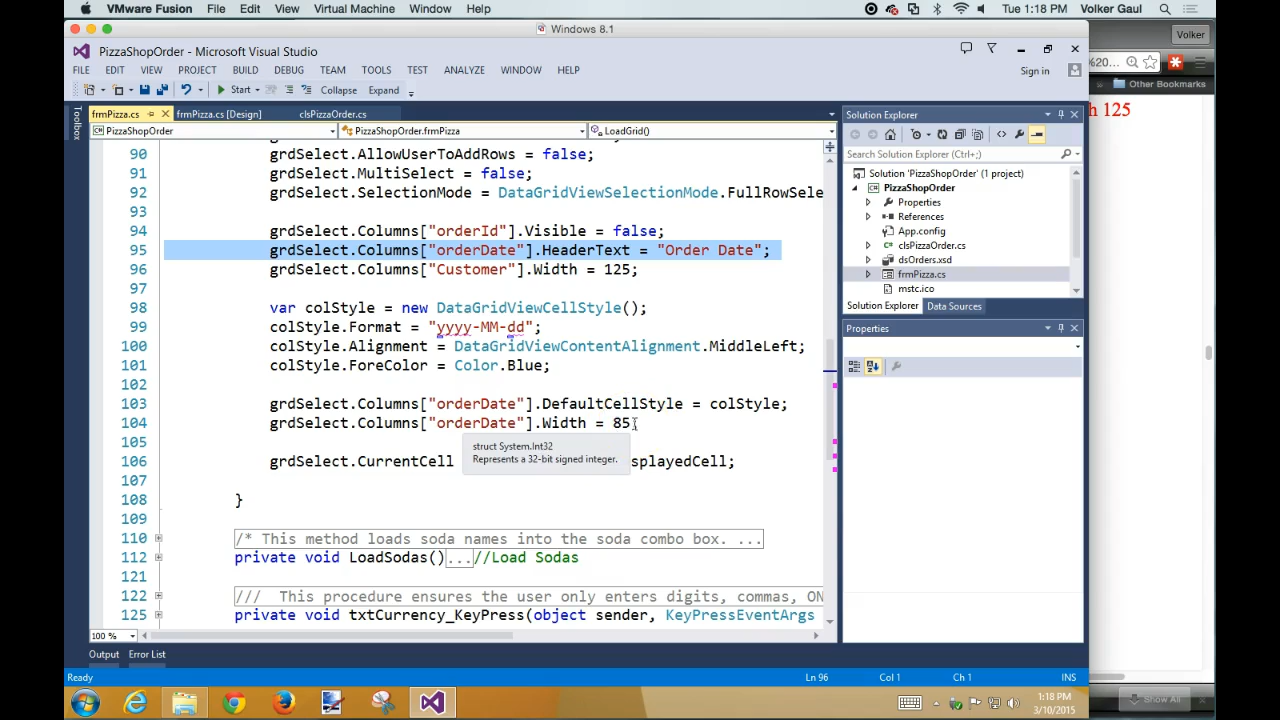 VMware Fusion File Edit View Virtual Machine Window Help Tue 1:18 PM Volker Gaul
Windows 8.1
Volker
PizzaShopOrder - Microsoft Visual Studio
FILE EDIT VIEW PROJECT BUILD DEBUG TEAM TOOLS TEST ANALYZE WINDOW HELP Sign in
Start Collapse Expand
%20...
Other Bookmarks
h 125
Toolbox
frmPizza.cs frmPizza.cs [Design] clsPizzaOrder.cs
PizzaShopOrder PizzaShopOrder.frmPizza LoadGrid()
90 grdSelect.AllowUserToAddRows = false;
91 grdSelect.MultiSelect = false;
92 grdSelect.SelectionMode = DataGridViewSelectionMode.FullRowSele
93
94 grdSelect.Columns["orderId"].Visible = false;
95 grdSelect.Columns["orderDate"].HeaderText = "Order Date";
96 grdSelect.Columns["Customer"].Width = 125;
97
98 var colStyle = new DataGridViewCellStyle();
99 colStyle.Format = "yyyy-MM-dd";
100 colStyle.Alignment = DataGridViewContentAlignment.MiddleLeft;
101 colStyle.ForeColor = Color.Blue;
102
103 grdSelect.Columns["orderDate"].DefaultCellStyle = colStyle;
104 grdSelect.Columns["orderDate"].Width = 85;
105
struct System.Int32
Represents a 32-bit signed integer.
106 grdSelect.CurrentCell splayedCell;
107
108 }
109
110 /* This method loads soda names into the soda combo box. ...
112 private void LoadSodas()...//Load Sodas
121
122 /// This procedure ensures the user only enters digits, commas, ON
125 private void txtCurrency_KeyPress(object sender, KeyPressEventArgs
100 %
Solution Explorer
Search Solution Explorer (Ctrl+;)
Solution 'PizzaShopOrder' (1 project)
PizzaShopOrder
Properties
References
App.config
clsPizzaOrder.cs
dsOrders.xsd
frmPizza.cs
mstc.ico
Solution Explorer Data Sources
Properties
Output Error List
Ready Ln 96 Col 1 Ch 1 INS
1:18 PM
3/10/2015
Show All